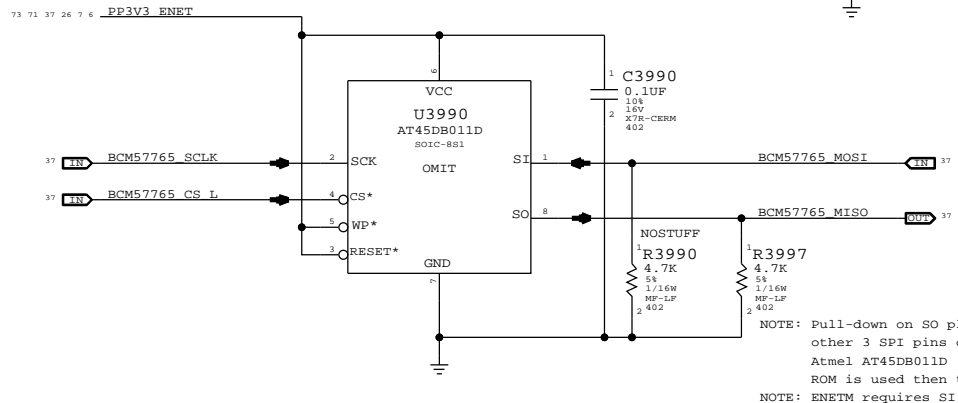 73 71 37 26 7 6 PP3V3_ENET
6
VCC
U3990
AT45DB011D
SOIC-8S1
OMIT
1 C3990
0.1UF
10%
16V
2 X7R-CERM
402
37 IN BCM57765_SCLK 2 SCK
SI 1 BCM57765_MOSI IN 37
37 IN BCM57765_CS_L 4 CS*
SO 8 BCM57765_MISO OUT 37
5 WP*
3 RESET*
GND
7
NOSTUFF
1 R3990
4.7K
5%
1/16W
MF-LF
2 402
1 R3997
4.7K
5%
1/16W
MF-LF
2 402
NOTE: Pull-down on SO
other 3 SPI pins
Atmel AT45DB011D
ROM is used then
NOTE: ENETM requires SI